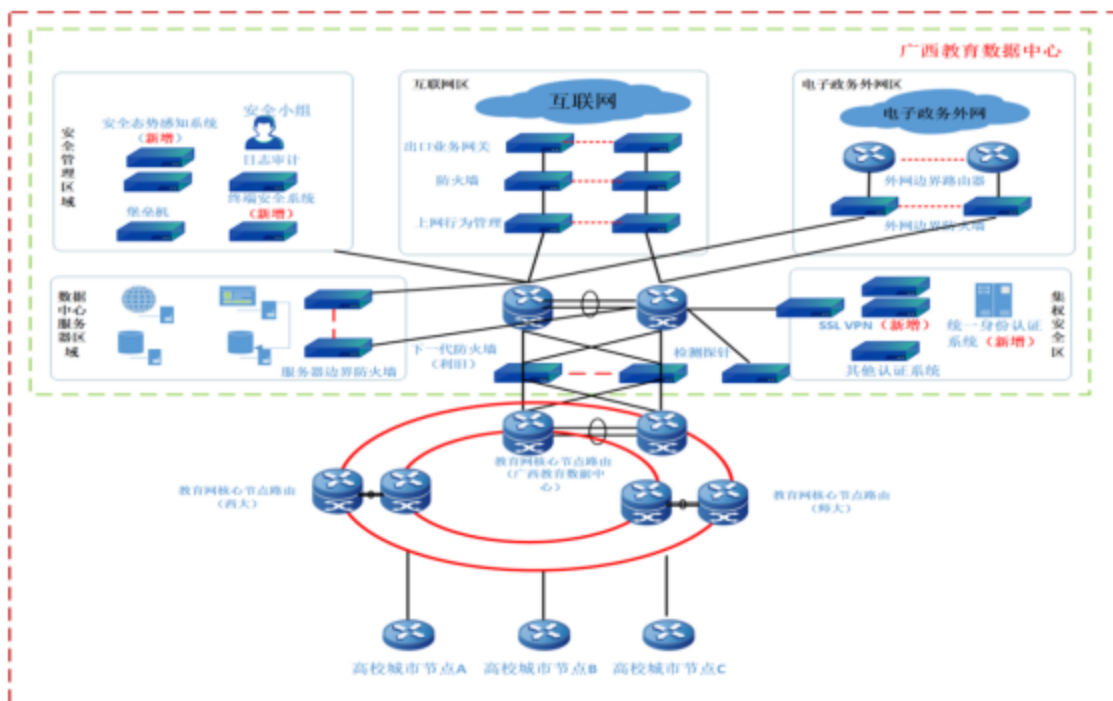 广西教育数据中心
安全管理区域
安全态势感知系统
（新增）
安全小组
日志审计
堡垒机
终端安全系统
（新增）
互联网区
互联网
出口业务网关
防火墙
上网行为管理
电子政务外网区
电子政务外网
外网边界路由器
外网边界防火墙
数据
中心
服务
器区
域
服务器边界防火墙
下一代防火墙
（利旧）
检测探针
SSL VPN（新增）
统一身份认证
系统（新增）
其他认证系统
集权安全区
教育网核心节点路由
（广西教育数据中
心）
教育网核心节点路由
（西大）
教育网核心节点路由
（师大）
高校城市节点A
高校城市节点B
高校城市节点C